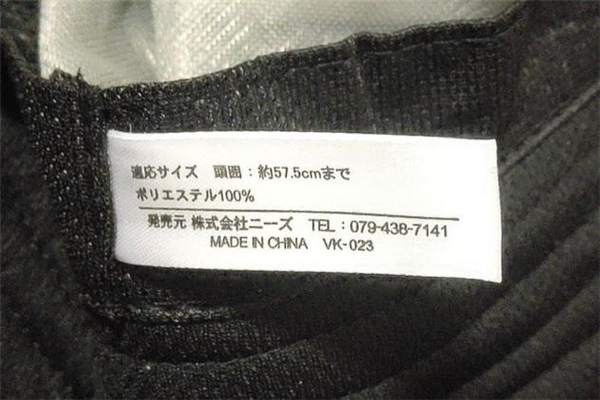 適応サイズ 頭囲：約57.5cmまで
ポリエステル100%
発売元 株式会社ニーズ TEL：079-438-7141
MADE IN CHINA VK-023